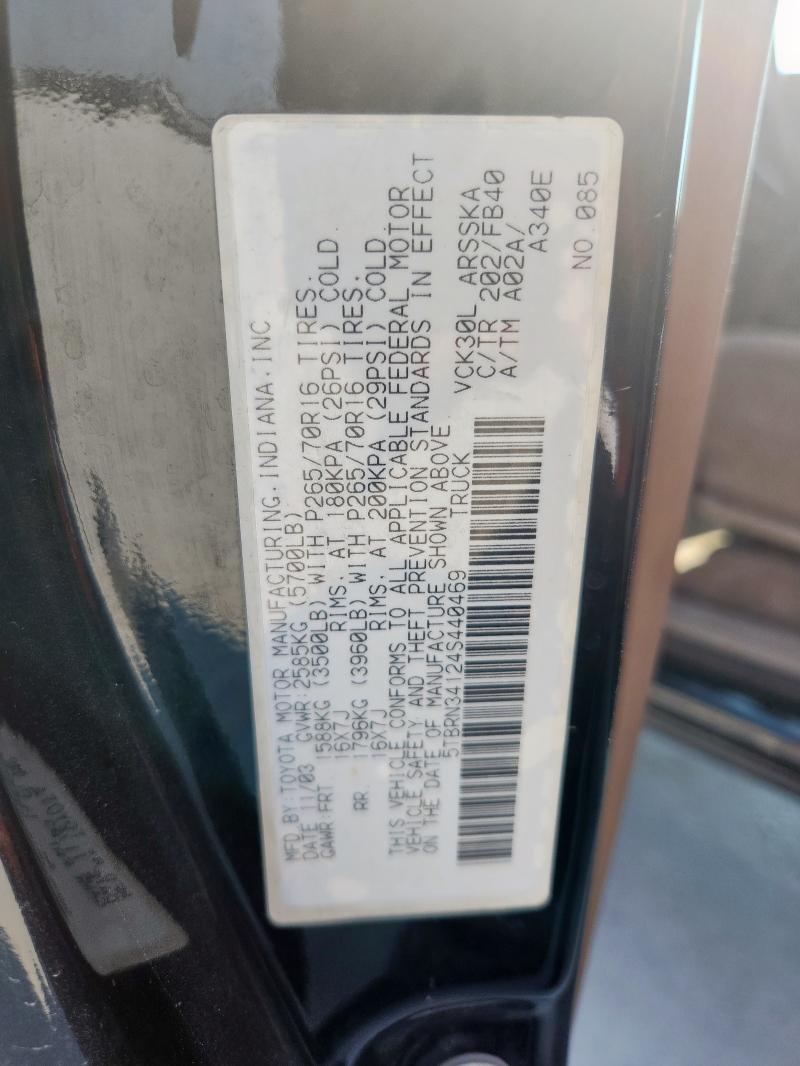 MFD.BY:TOYOTA MOTOR MANUFACTURING.INDIANA.INC
DATE 11/03 GVWR:2585KG (5700LB)
GAWR:FRT. 1588KG (3500LB) WITH P265/70R16 TIRES.
16X7J RIMS. AT 180KPA (26PSI) COLD
RR. 1796KG (3960LB) WITH P265/70R16 TIRES.
16X7J RIMS. AT 200KPA (29PSI) COLD
THIS VEHICLE CONFORMS TO ALL APPLICABLE FEDERAL MOTOR
VEHICLE SAFETY AND THEFT PREVENTION STANDARDS IN EFFECT
ON THE DATE OF MANUFACTURE SHOWN ABOVE.
5TBRN34124S440469 TRUCK
VCK30L ARSSKA
C/TR 202/FB40
A/TM A02A/
A340E
NO.085